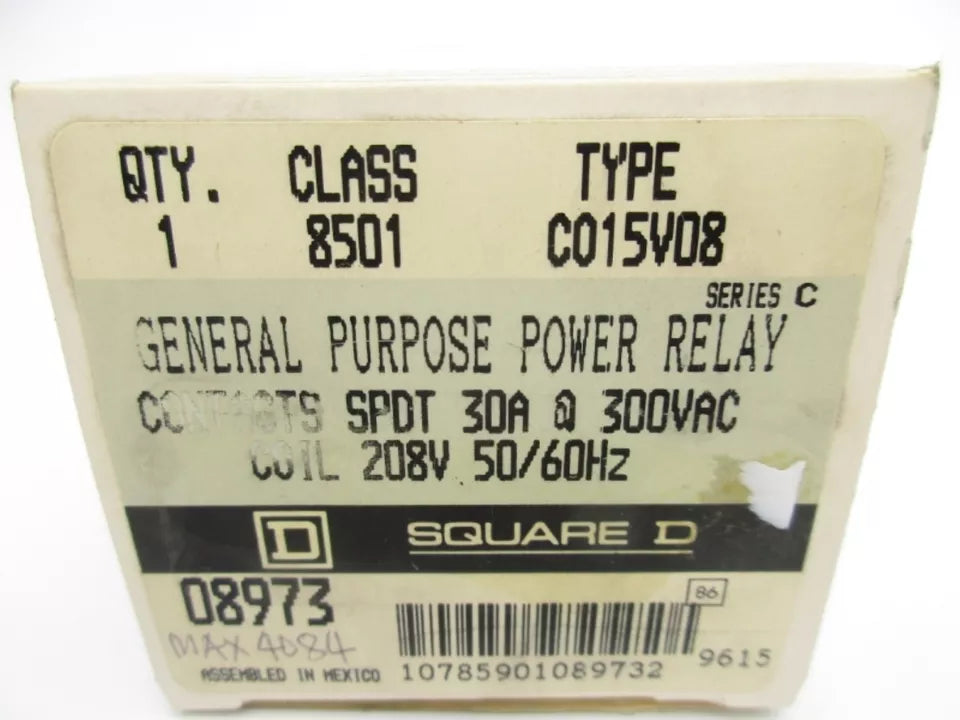 QTY. CLASS TYPE
1 8501 CO15V08
SERIES C
GENERAL PURPOSE POWER RELAY
CONTACTS SPDT 30A @ 300VAC
COIL 208V 50/60Hz
D SQUARE D
08973
86
MAX 4084
ASSEMBLED IN MEXICO
10785901089732
9615